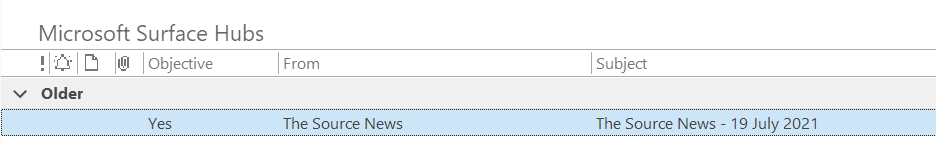 Microsoft Surface Hubs
! Objective From Subject
Older
Yes The Source News The Source News - 19 July 2021